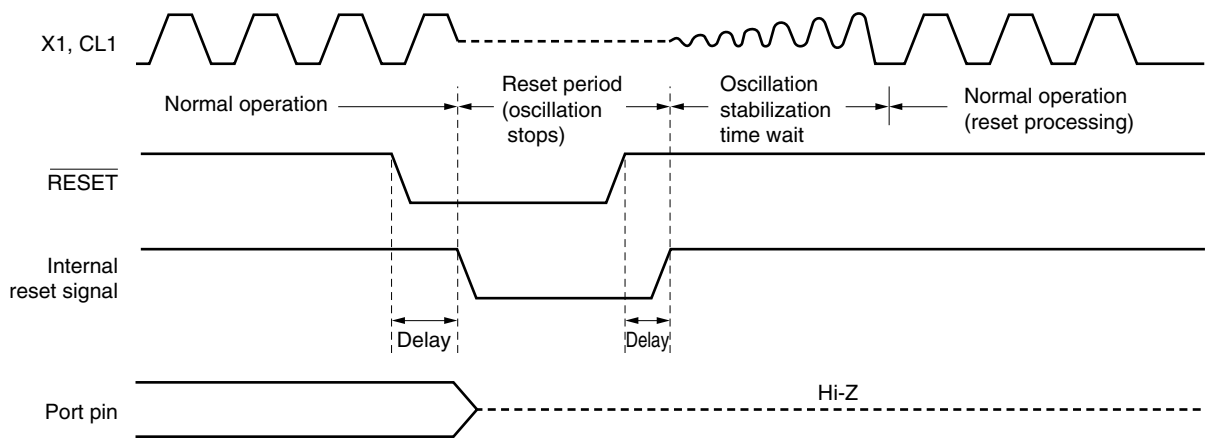 X1, CL1
Normal operation
Reset period
(oscillation
stops)
Oscillation
stabilization
time wait
Normal operation
(reset processing)
RESET
Internal
reset signal
Delay
Delay
Hi-Z
Port pin